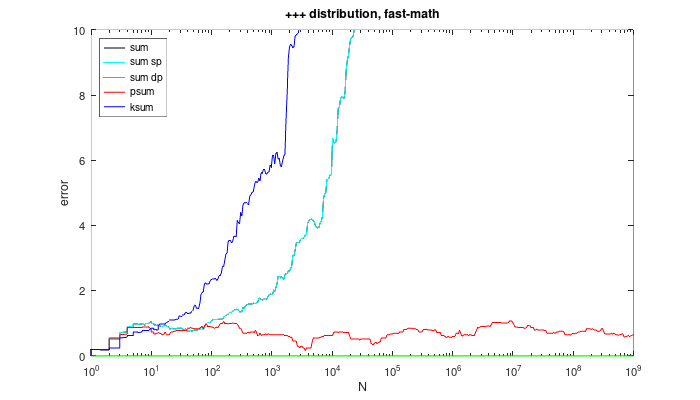 +++ distribution, fast-math
10
8
6
4
2
0
error
sum
sum sp
sum dp
psum
ksum
10^0 10^1 10^2 10^3 10^4 10^5 10^6 10^7 10^8 10^9
N